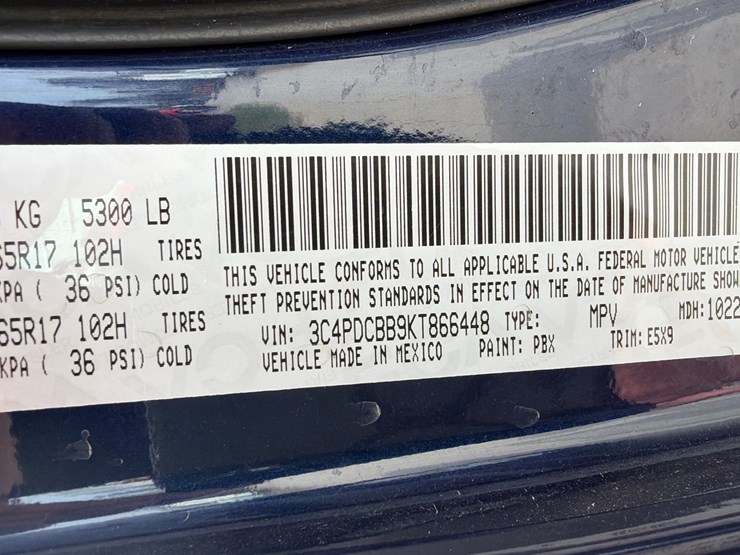 KG 5300 LB
65R17 102H TIRES
KPA ( 36 PSI) COLD
65R17 102H TIRES
KPA ( 36 PSI) COLD
THIS VEHICLE CONFORMS TO ALL APPLICABLE U.S.A. FEDERAL MOTOR VEHICLE
THEFT PREVENTION STANDARDS IN EFFECT ON THE DATE OF MANUFACTURE SHOW
VIN: 3C4PDCBB9KT866448 TYPE: MPV MDH: 1022
VEHICLE MADE IN MEXICO PAINT: PBX TRIM: E5X9